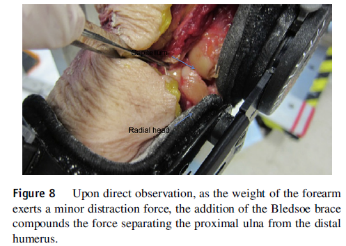 Radial head
Figure 8 Upon direct observation, as the weight of the forearm
exerts a minor distraction force, the addition of the Bledsoe brace
compounds the force separating the proximal ulna from the distal
humerus.